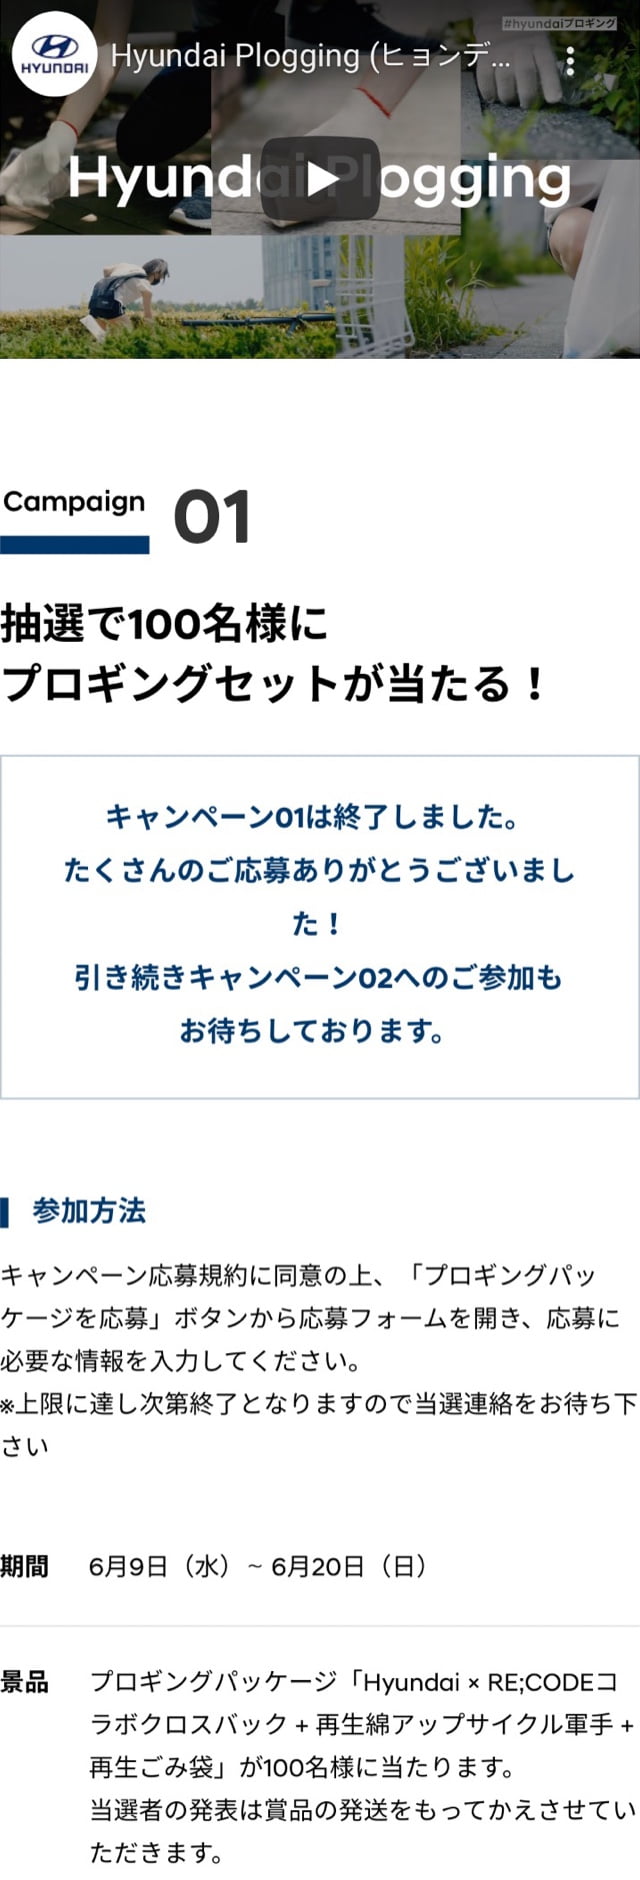 #hyundaiプロギング
HYUNDAI
Hyundai Plogging (ヒョンデ...
Hyundai Plogging
Campaign 01
抽選で100名様に
プロギングセットが当たる！
キャンペーン01は終了しました。
たくさんのご応募ありがとうございまし
た！
引き続きキャンペーン02へのご参加も
お待ちしております。
参加方法
キャンペーン応募規約に同意の上、「プロギングパッ
ケージを応募」ボタンから応募フォームを開き、応募に
必要な情報を入力してください。
※上限に達し次第終了となりますので当選連絡をお待ち下
さい
期間 6月9日（水）~ 6月20日（日）
景品 プロギングパッケージ「Hyundai × RE;CODEコ
ラボクロスバック + 再生綿アップサイクル軍手 +
再生ごみ袋」が100名様に当たります。
当選者の発表は賞品の発送をもってかえさせてい
ただきます。